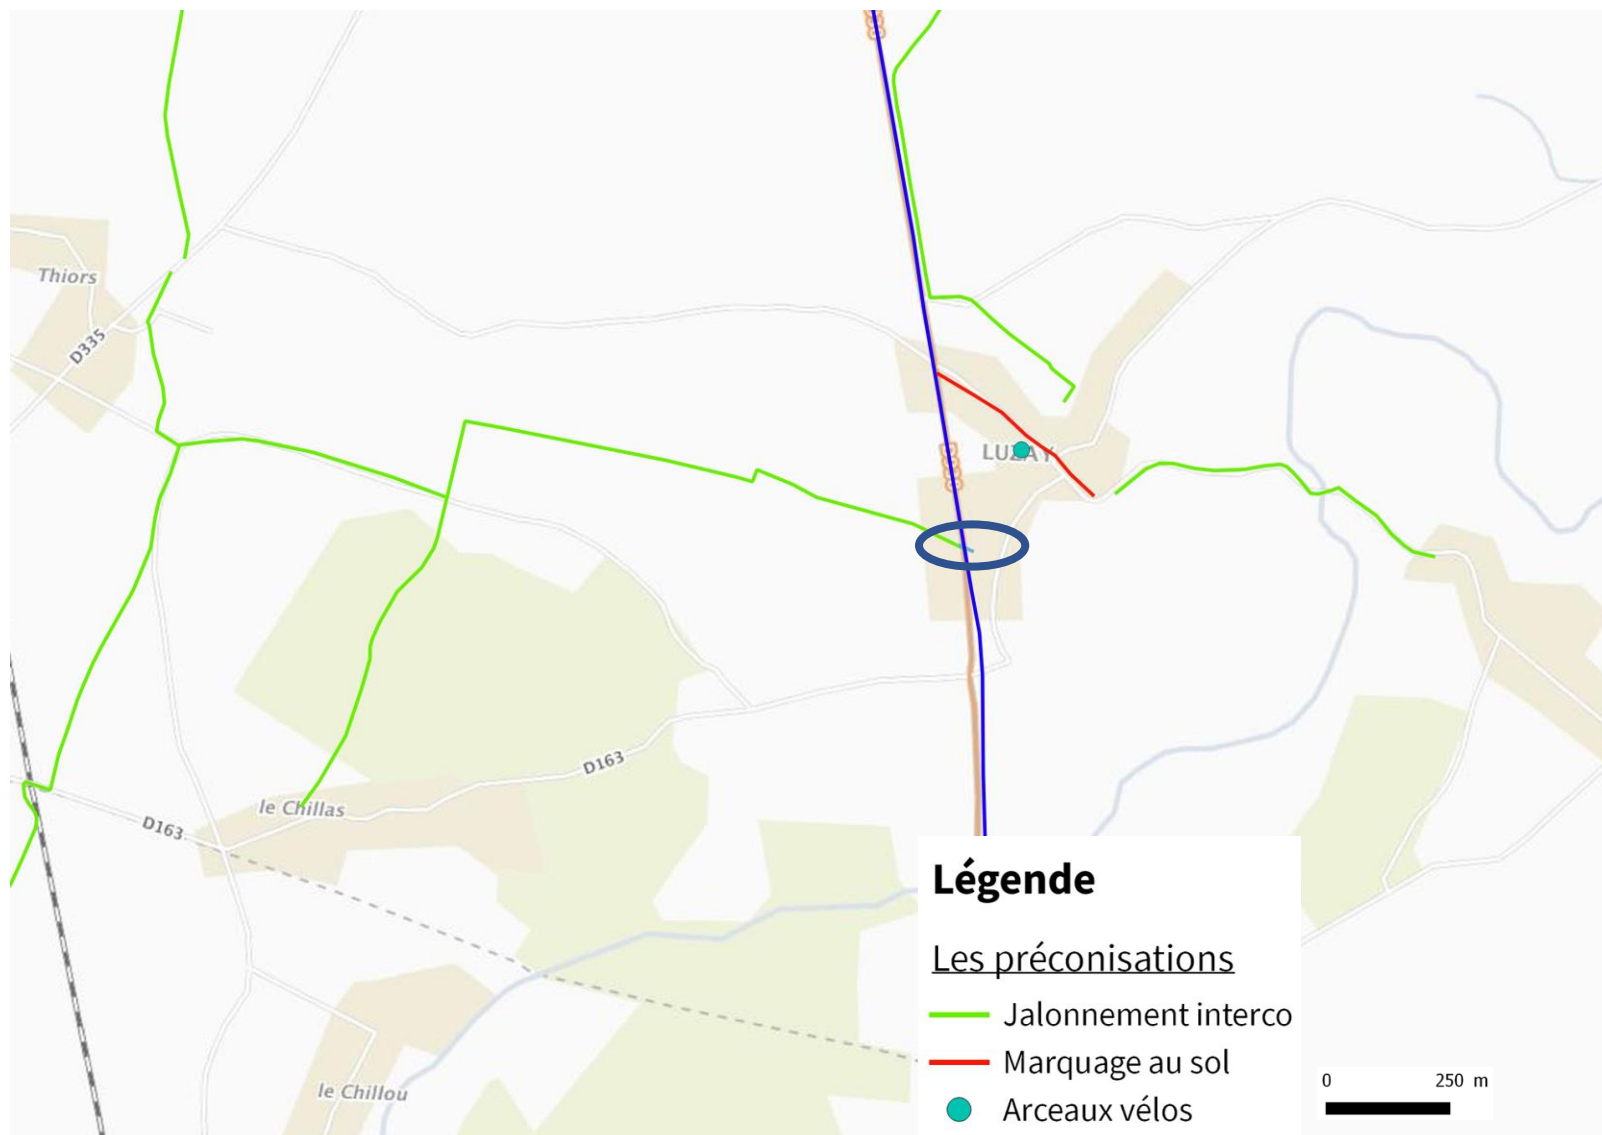 Thiors
D335
LUZAY
D163
le Chillas
D163
le Chillou
Légende
Les préconisations
Jalonnement interco
Marquage au sol
Arceaux vélos
0 250 m